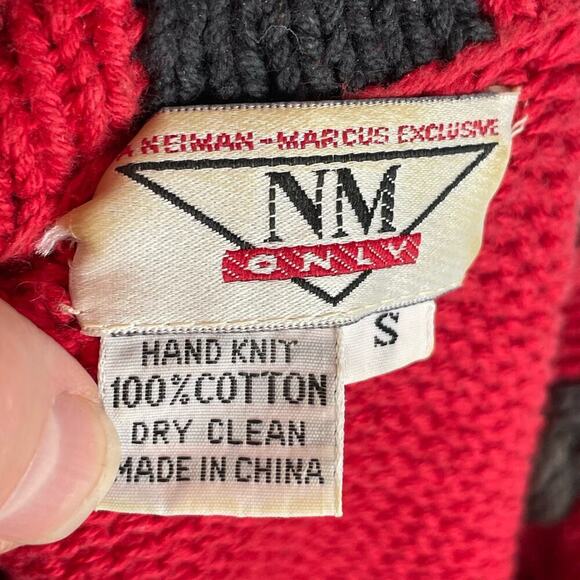 A NEIMAN-MARCUS EXCLUSIVE
NM
ONLY
S
HAND KNIT
100% COTTON
DRY CLEAN
MADE IN CHINA